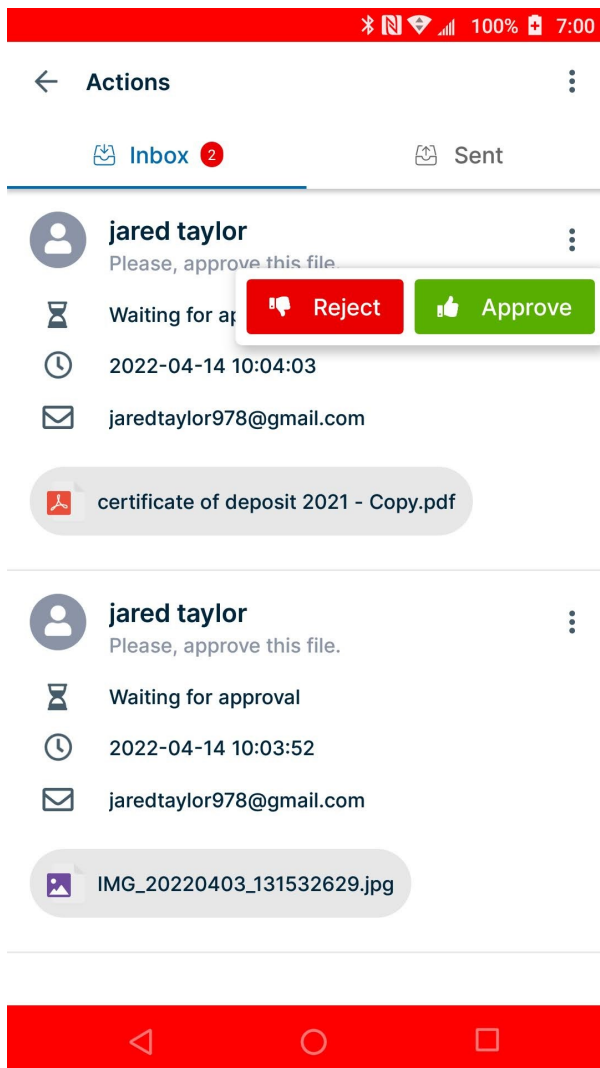 100% 7:00
Actions
Inbox 2
Sent
jared taylor
Please, approve this file.
Reject
Approve
Waiting for ap
2022-04-14 10:04:03
jaredtaylor978@gmail.com
certificate of deposit 2021 - Copy.pdf
jared taylor
Please, approve this file.
Waiting for approval
2022-04-14 10:03:52
jaredtaylor978@gmail.com
IMG_20220403_131532629.jpg